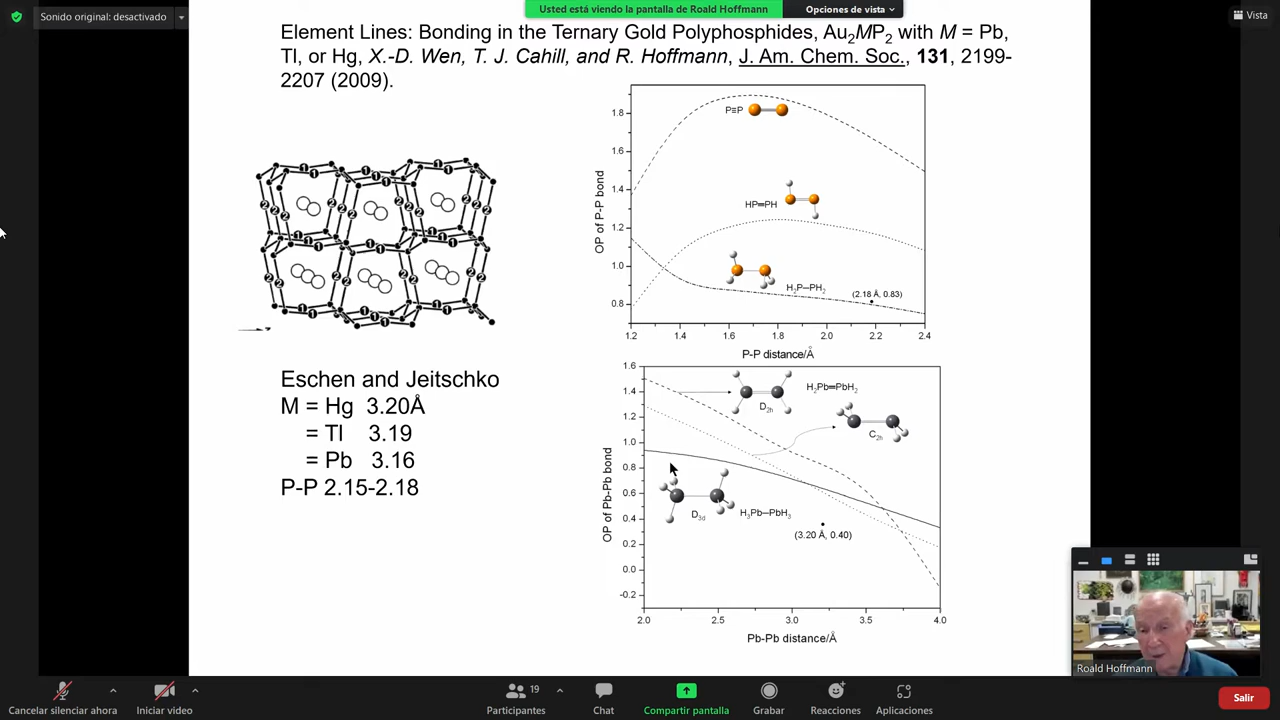 Sonido original: desactivado
Usted está viendo la pantalla de Roald Hoffmann
Opciones de vista
Vista
Element Lines: Bonding in the Ternary Gold Polyphosphides, Au₂MP₂ with M = Pb,
Tl, or Hg, X.-D. Wen, T. J. Cahill, and R. Hoffmann, J. Am. Chem. Soc., 131, 2199-
2207 (2009).
1
2
Eschen and Jeitschko
M = Hg 3.20Å
= Tl 3.19
= Pb 3.16
P-P 2.15-2.18
OP of P-P bond
1.8
1.6
1.4
1.2
1.0
0.8
P≡P
HP═PH
H₂P─PH₂
(2.18 Å, 0.83)
1.2 1.4 1.6 1.8 2.0 2.2 2.4
P-P distance/Å
OP of Pb-Pb bond
1.6
1.4
1.2
1.0
0.8
0.6
0.4
0.2
0.0
-0.2
H₂Pb═PbH₂
D₂ₕ
C₂ₕ
D₃d
H₃Pb─PbH₃
(3.20 Å, 0.40)
2.0 2.5 3.0 3.5 4.0
Pb-Pb distance/Å
Roald Hoffmann
Cancelar silenciar ahora
Iniciar video
19
Participantes
Chat
Compartir pantalla
Grabar
Reacciones
Aplicaciones
Salir